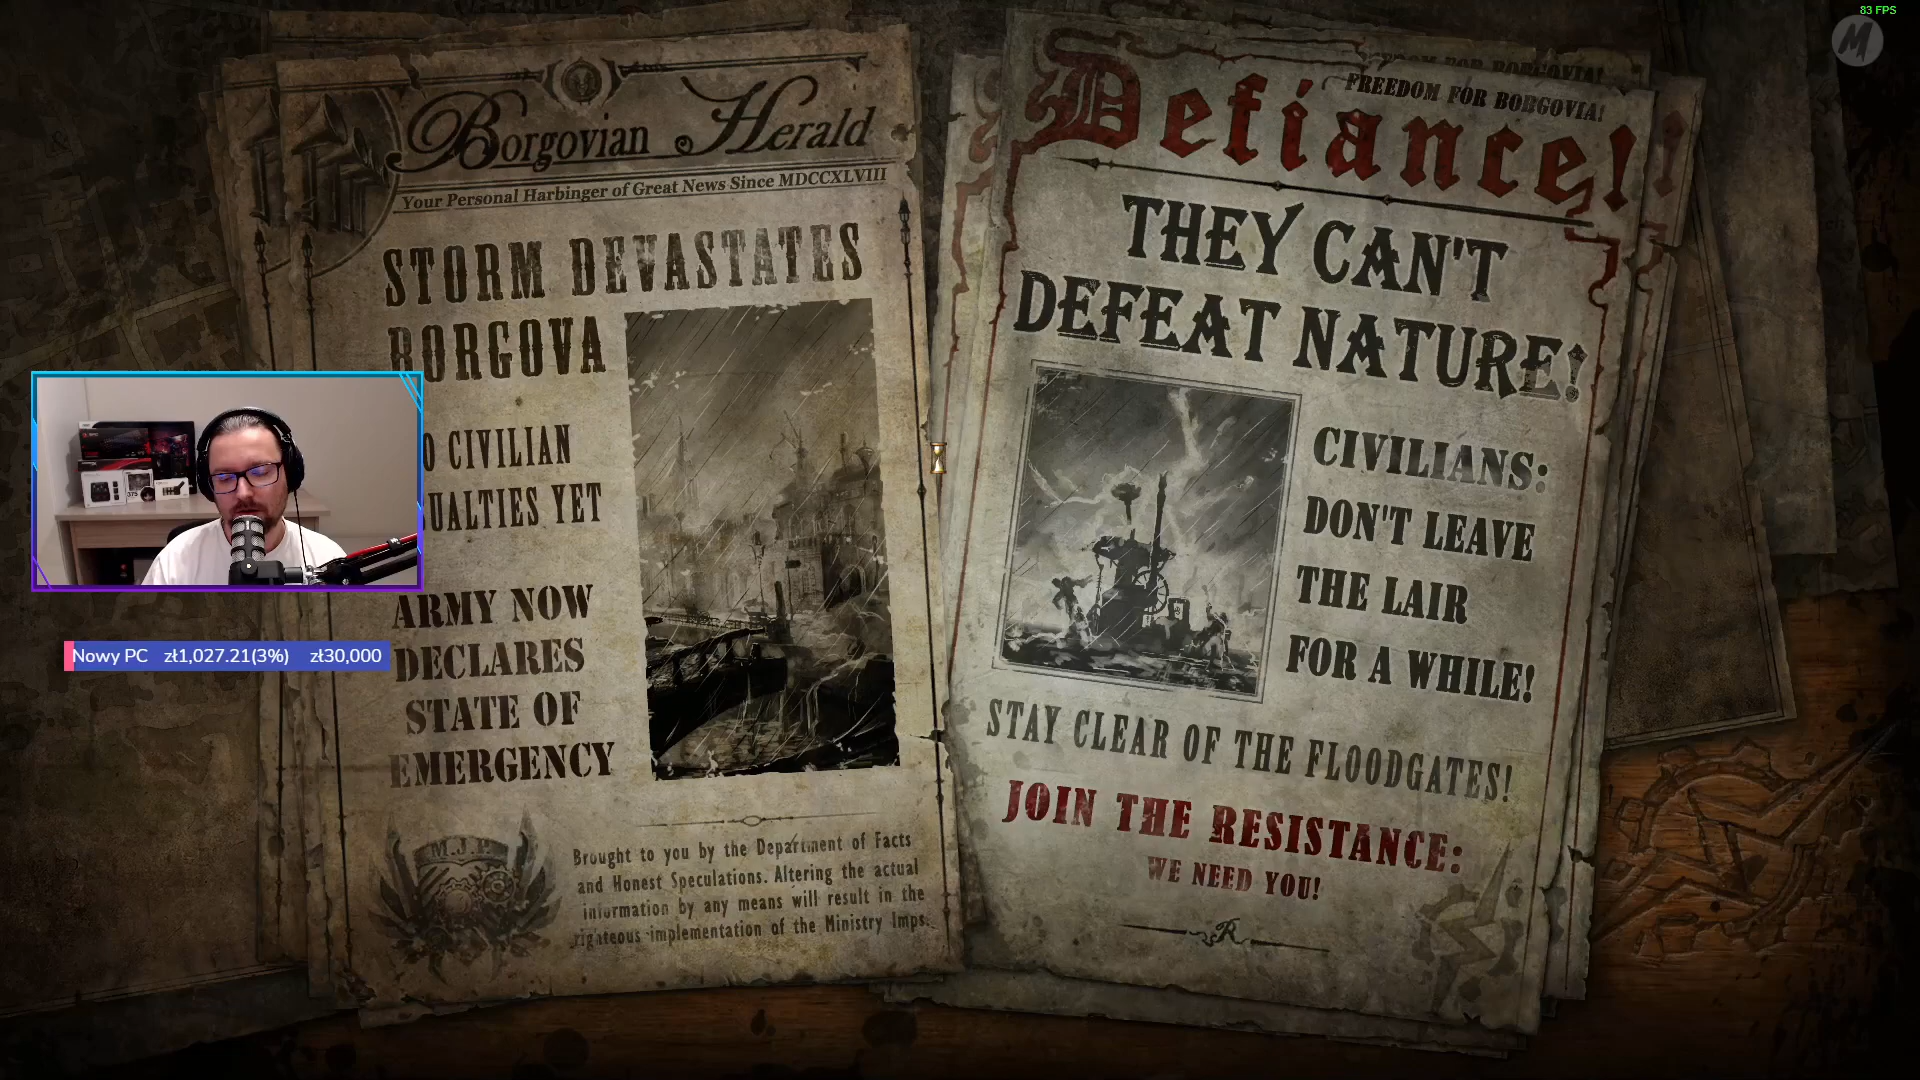 83 FPS
Borgovian Herald
Your Personal Harbinger of Great News Since MDCCXLVIII
STORM DEVASTATES
BORGOVA
CIVILIAN
YET
ARMY NOW
DECLARES
STATE OF
EMERGENCY
M.J.P.
Brought to you by the Department of Facts
and Honest Speculations. Altering the actual
information by any means will result in the
righteous implementation of the Ministry Imps.
FREEDOM FOR BORGOVIA!
Defiance!
THEY CAN'T
DEFEAT NATURE!
CIVILIANS:
DON'T LEAVE
THE LAIR
FOR A WHILE!
STAY CLEAR OF THE FLOODGATES!
JOIN THE RESISTANCE:
WE NEED YOU!
R
Nowy PC zł1,027.21(3%) zł30,000
M